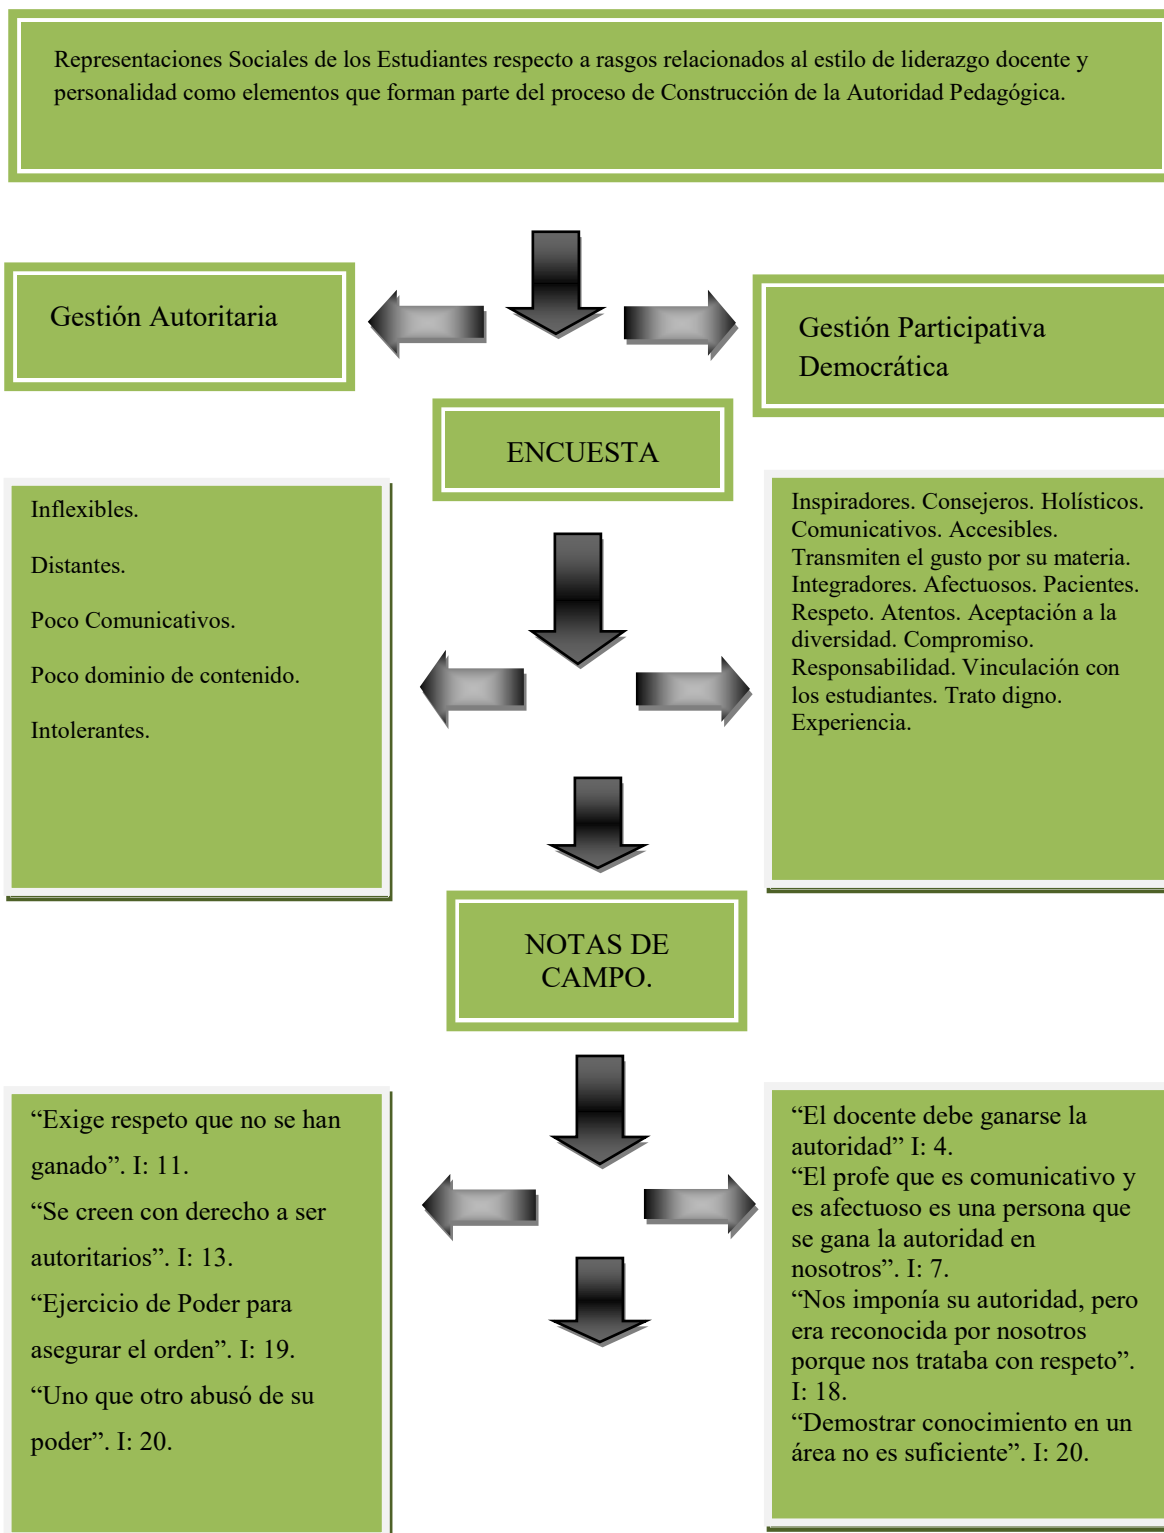 Representaciones Sociales de los Estudiantes respecto a rasgos relacionados al estilo de liderazgo docente y
personalidad como elementos que forman parte del proceso de Construcción de la Autoridad Pedagógica.
Gestión Autoritaria
Gestión Participativa
Democrática
ENCUESTA
Inflexibles.
Distantes.
Poco Comunicativos.
Poco dominio de contenido.
Intolerantes.
Inspiradores. Consejeros. Holísticos.
Comunicativos. Accesibles.
Transmiten el gusto por su materia.
Integradores. Afectuosos. Pacientes.
Respeto. Atentos. Aceptación a la
diversidad. Compromiso.
Responsabilidad. Vinculación con
los estudiantes. Trato digno.
Experiencia.
NOTAS DE
CAMPO.
“Exige respeto que no se han
ganado”. I: 11.
“Se creen con derecho a ser
autoritarios”. I: 13.
“Ejercicio de Poder para
asegurar el orden”. I: 19.
“Uno que otro abusó de su
poder”. I: 20.
“El docente debe ganarse la
autoridad” I: 4.
“El profe que es comunicativo y
es afectuoso es una persona que
se gana la autoridad en
nosotros”. I: 7.
“Nos imponía su autoridad, pero
era reconocida por nosotros
porque nos trataba con respeto”.
I: 18.
“Demostrar conocimiento en un
área no es suficiente”. I: 20.